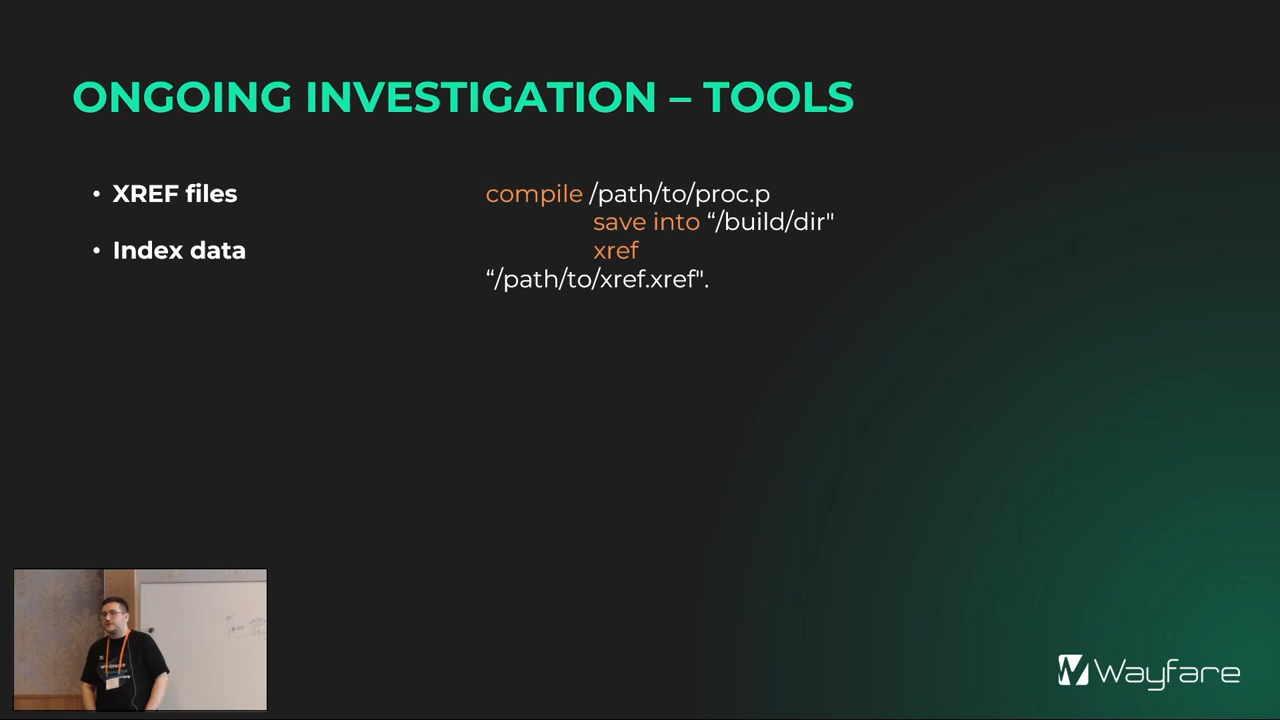 ONGOING INVESTIGATION – TOOLS
• XREF files
• Index data
compile /path/to/proc.p
save into “/build/dir"
xref
“/path/to/xref.xref".
Wayfare